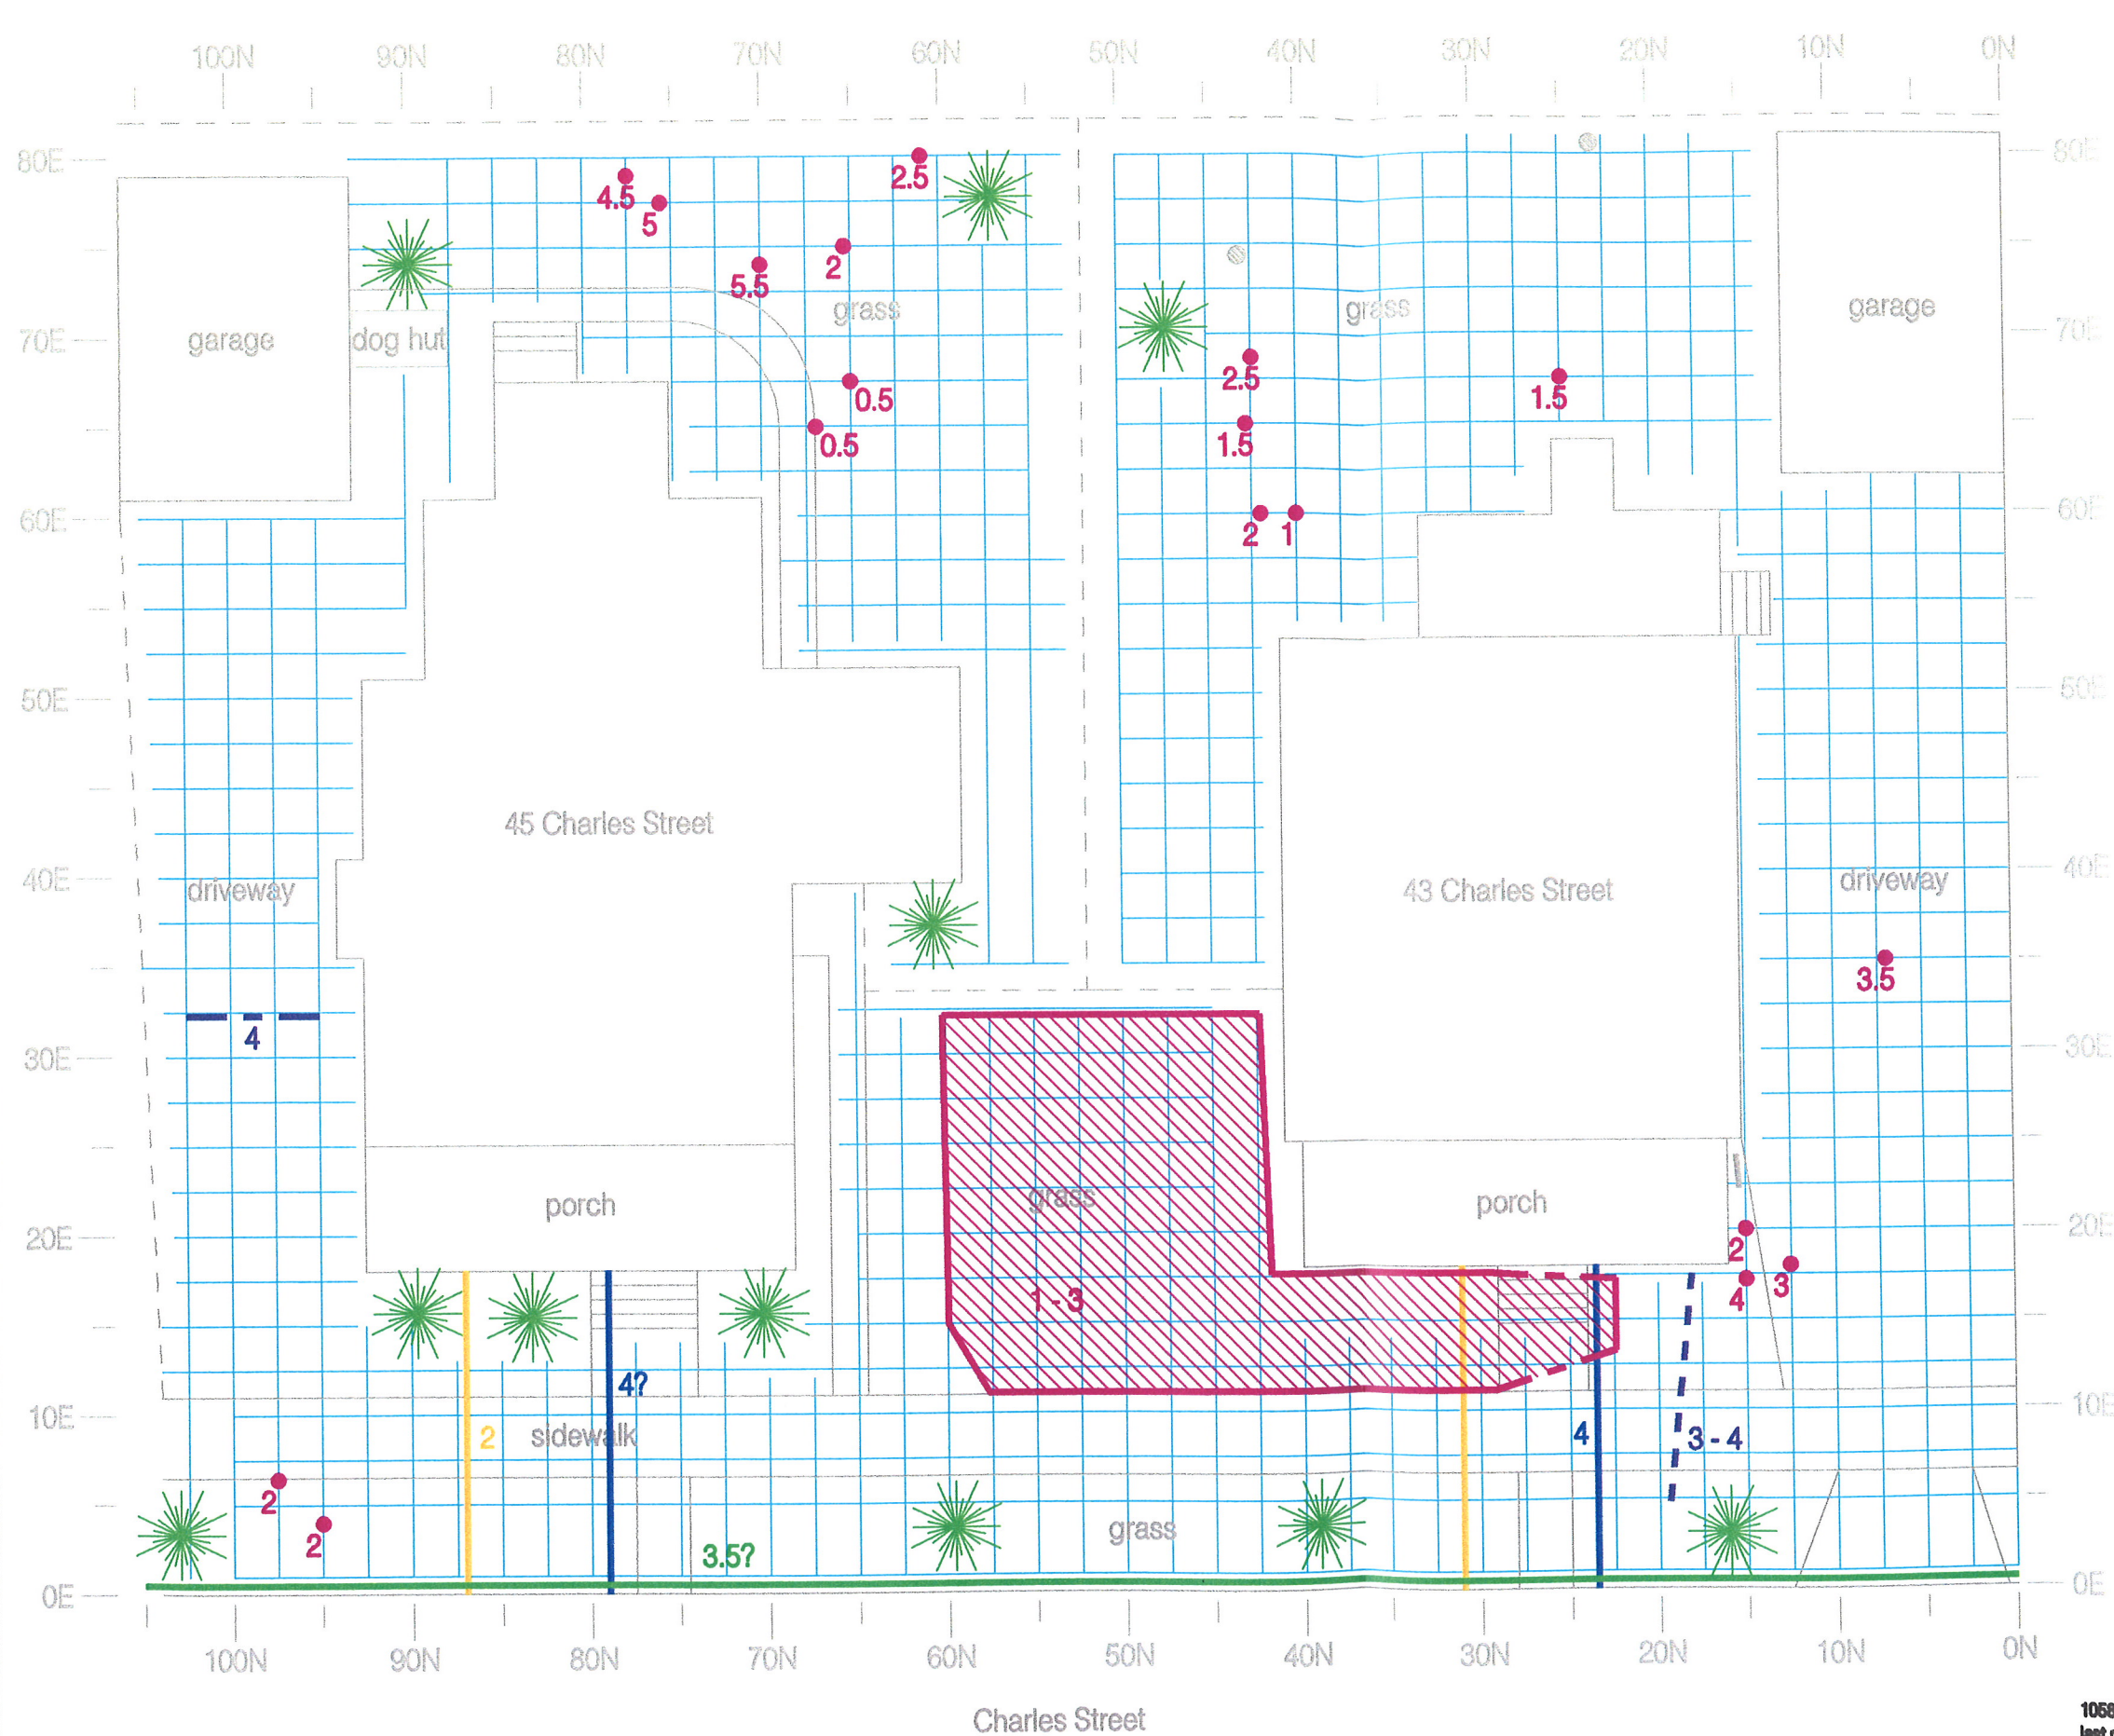 100N 90N 80N 70N 60N 50N 40N 30N 20N 10N 0N
80E 80E
2.5
4.5
5
2
5.5
grass grass garage
garage dog hut
70E 70E
2.5
1.5
0.5
1.5
0.5
60E 60E
2 1
50E 50E
45 Charles Street
40E driveway 43 Charles Street driveway 40E
3.5
4
30E 30E
grass
porch porch
20E 20E
2
1 - 3
4
3
4?
10E 10E
2 sidewalk 4 3 - 4
2
grass
2
3.5?
0E 0E
100N 90N 80N 70N 60N 50N 40N 30N 20N 10N 0N
Charles Street
1058
last